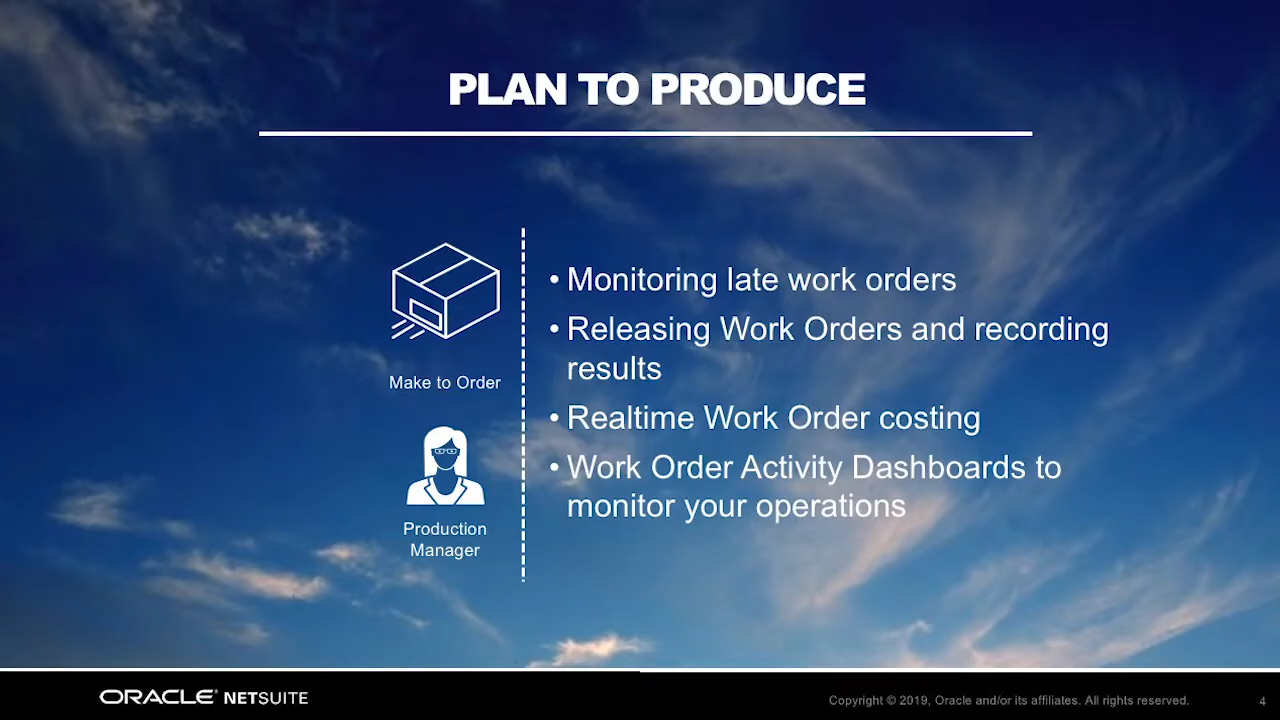 PLAN TO PRODUCE
Make to Order
Production
Manager
• Monitoring late work orders
• Releasing Work Orders and recording
results
• Realtime Work Order costing
• Work Order Activity Dashboards to
monitor your operations
ORACLE® NETSUITE
Copyright © 2019, Oracle and/or its affiliates. All rights reserved.
4